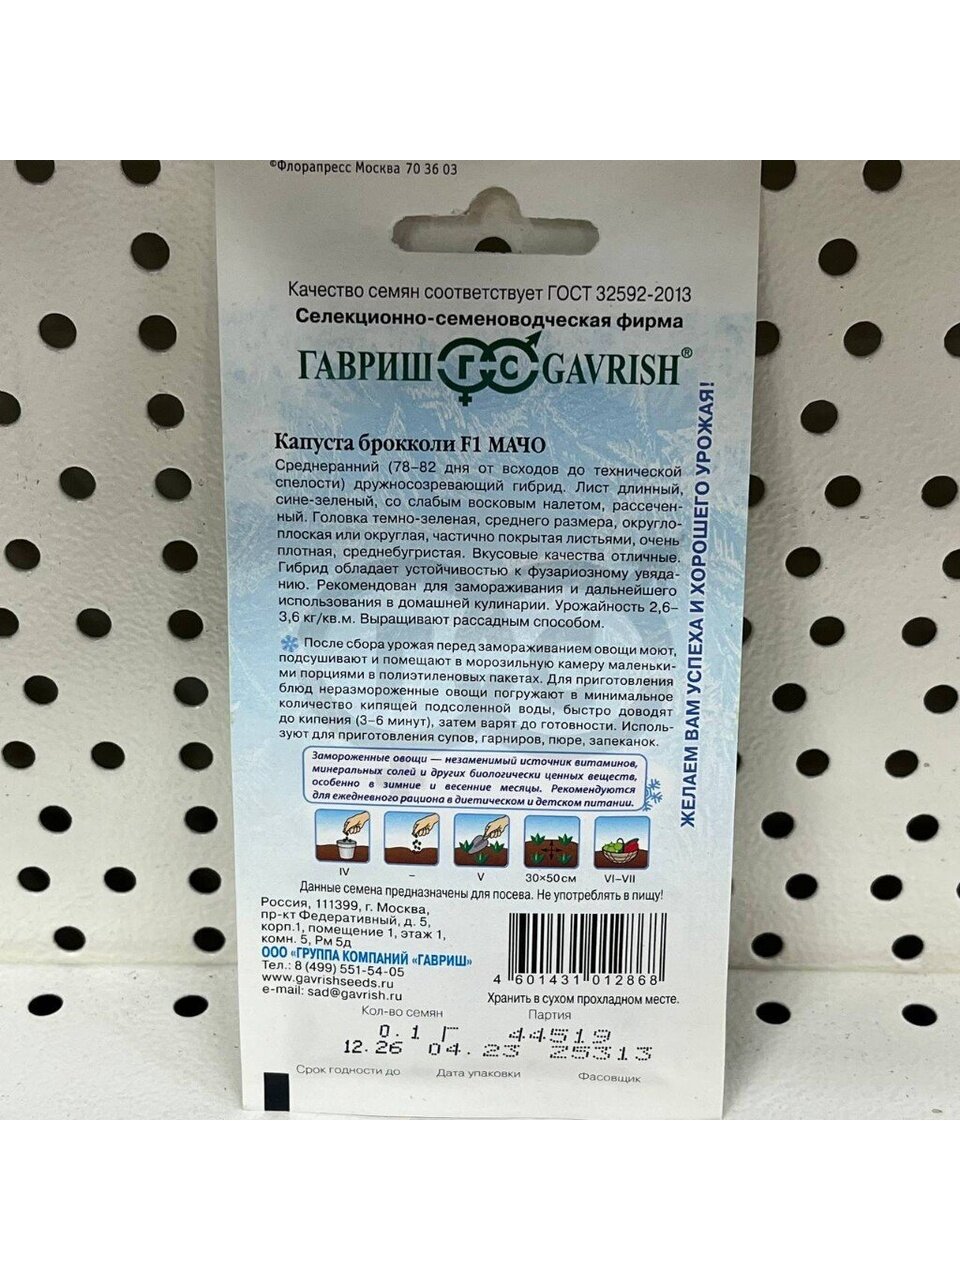 ©Флорапресс Москва 70 36 03
Качество семян соответствует ГОСТ 32592-2013
Селекционно-семеноводческая фирма
ГАВРИШ Г-С GAVRISH®
Капуста брокколи F1 МАЧО
Среднеранний (78–82 дня от всходов до технической
спелости) дружносозревающий гибрид. Лист длинный,
сине-зеленый, со слабым восковым налетом, рассечен-
ный. Головка темно-зеленая, среднего размера, округло-
плоская или округлая, частично покрытая листьями, очень
плотная, среднебугристая. Вкусовые качества отличные.
Гибрид обладает устойчивостью к фузариозному увяда-
нию. Рекомендован для замораживания и дальнейшего
использования в домашней кулинарии. Урожайность 2,6–
3,6 кг/кв.м. Выращивают рассадным способом.
После сбора урожая перед замораживанием овощи моют,
подсушивают и помещают в морозильную камеру маленьки-
ми порциями в полиэтиленовых пакетах. Для приготовления
блюд неразмороженные овощи погружают в минимальное
количество кипящей подсоленной воды, быстро доводят
до кипения (3–6 минут), затем варят до готовности. Исполь-
зуют для приготовления супов, гарниров, пюре, запеканок.
Замороженные овощи — незаменимый источник витаминов,
минеральных солей и других биологически ценных веществ,
особенно в зимние и весенние месяцы. Рекомендуются
для ежедневного рациона в диетическом и детском питании.
ЖЕЛАЕМ ВАМ УСПЕХА И ХОРОШЕГО УРОЖАЯ!
IV – V 30×50 см VI–VII
Данные семена предназначены для посева. Не употреблять в пищу!
Россия, 111399, г. Москва,
пр-кт Федеративный, д. 5,
корп.1, помещение 1, этаж 1,
комн. 5, Рм 5д
ООО «ГРУППА КОМПАНИЙ «ГАВРИШ»
Тел.: 8 (499) 551-54-05
www.gavrishseeds.ru
e-mail: sad@gavrish.ru
4 601431 012868
Хранить в сухом прохладном месте.
Кол-во семян Партия
0.1 Г 44519
12.26 04.23 25313
Срок годности до Дата упаковки Фасовщик